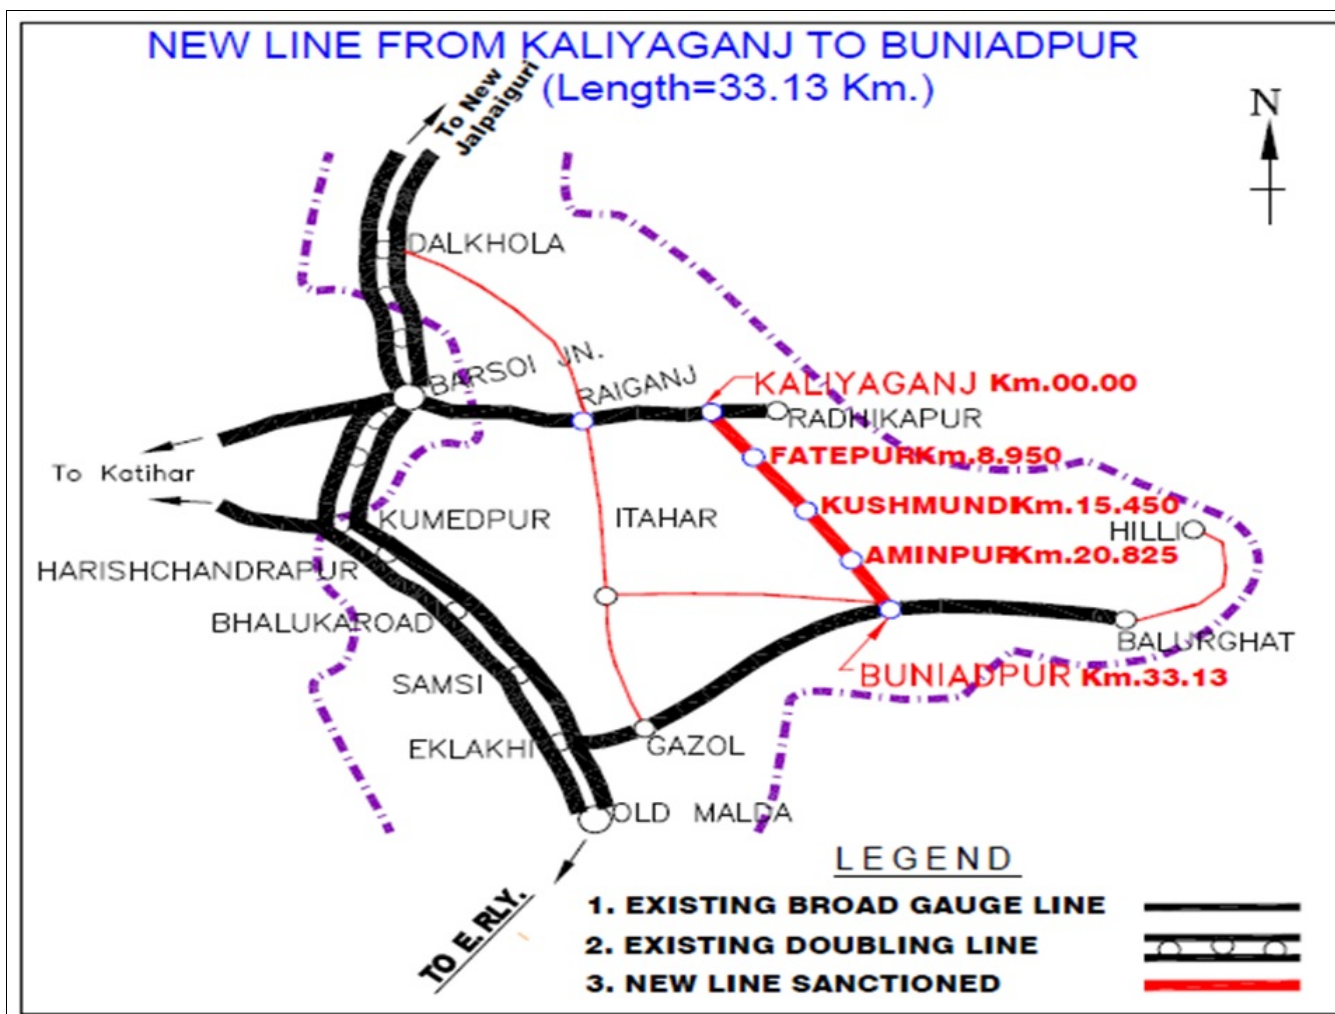 NEW LINE FROM KALIYAGANJ TO BUNIADPUR
(Length=33.13 Km.)
To New
Jalpaiguri
N
DALKHOLA
BARSOI JN.
RAIGANJ
KALIYAGANJ Km.00.00
RADHIKAPUR
FATEPUR Km.8.950
To Katihar
KUSHMUNDI Km.15.450
KUMEDPUR
ITAHAR
HILLI
AMINPUR Km.20.825
HARISHCHANDRAPUR
BHALUKAROAD
BALURGHAT
BUNIADPUR Km.33.13
SAMSI
EKLAKHI
GAZOL
OLD MALDA
TO E. RLY.
LEGEND
1. EXISTING BROAD GAUGE LINE
2. EXISTING DOUBLING LINE
3. NEW LINE SANCTIONED